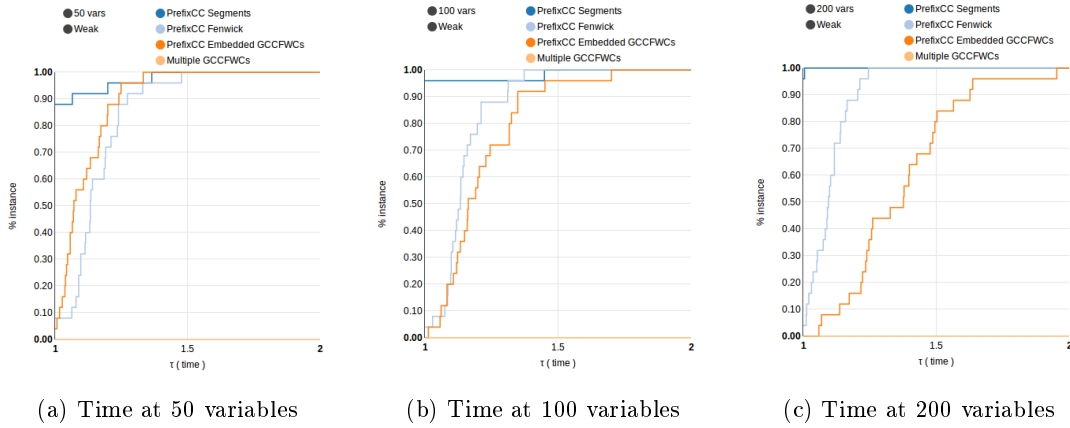 50 vars
Weak
PrefixCC Segments
PrefixCC Fenwick
PrefixCC Embedded GCCFWCs
Multiple GCCFWCs
1.00
0.90
0.80
0.70
0.60
0.50
0.40
0.30
0.20
0.10
0.00
% instance
1
1.5
2
τ ( time )
(a) Time at 50 variables
100 vars
Weak
PrefixCC Segments
PrefixCC Fenwick
PrefixCC Embedded GCCFWCs
Multiple GCCFWCs
1.00
0.90
0.80
0.70
0.60
0.50
0.40
0.30
0.20
0.10
0.00
% instance
1
1.5
2
τ ( time )
(b) Time at 100 variables
200 vars
Weak
PrefixCC Segments
PrefixCC Fenwick
PrefixCC Embedded GCCFWCs
Multiple GCCFWCs
1.00
0.90
0.80
0.70
0.60
0.50
0.40
0.30
0.20
0.10
0.00
% instance
1
1.5
2
τ ( time )
(c) Time at 200 variables